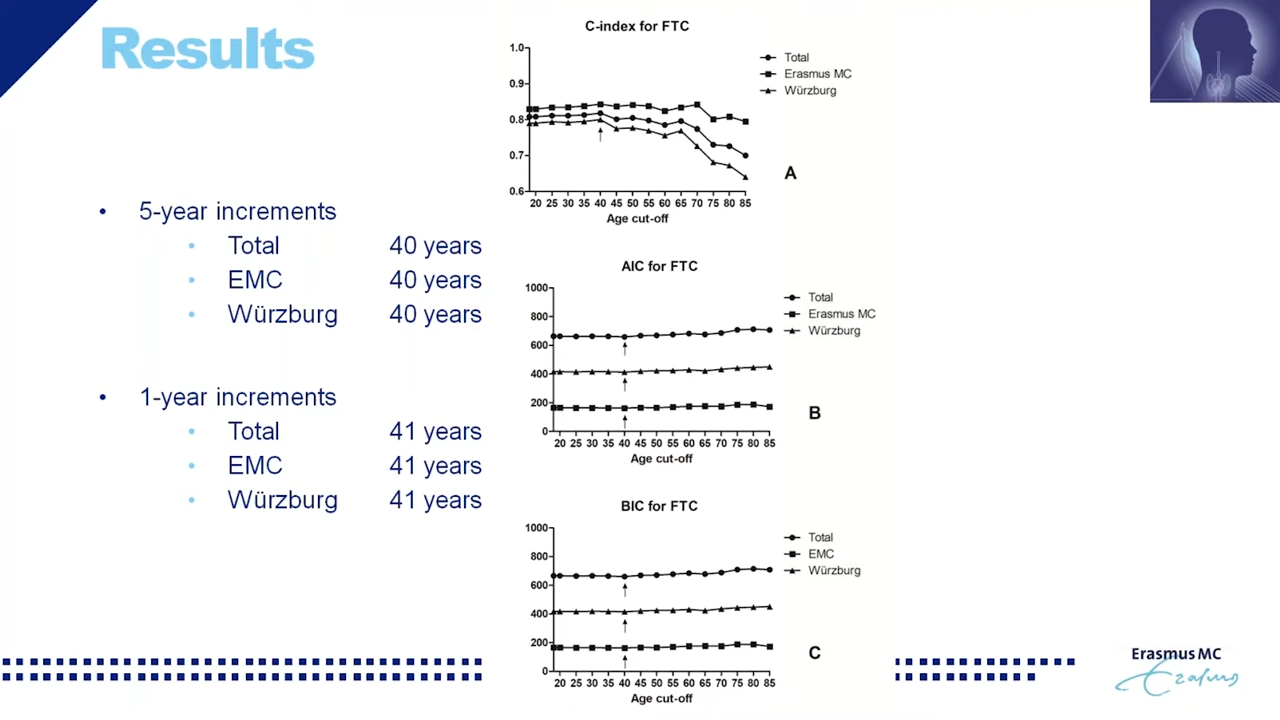 Results
• 5-year increments
• Total 40 years
• EMC 40 years
• Würzburg 40 years
• 1-year increments
• Total 41 years
• EMC 41 years
• Würzburg 41 years
C-index for FTC
1.0
0.9
0.8
0.7
0.6
20 25 30 35 40 45 50 55 60 65 70 75 80 85
Age cut-off
Total
Erasmus MC
Würzburg
A
AIC for FTC
1000
800
600
400
200
0
20 25 30 35 40 45 50 55 60 65 70 75 80 85
Age cut-off
Total
Erasmus MC
Würzburg
B
BIC for FTC
1000
800
600
400
200
0
20 25 30 35 40 45 50 55 60 65 70 75 80 85
Age cut-off
Total
EMC
Würzburg
C
Erasmus MC
Erasmus